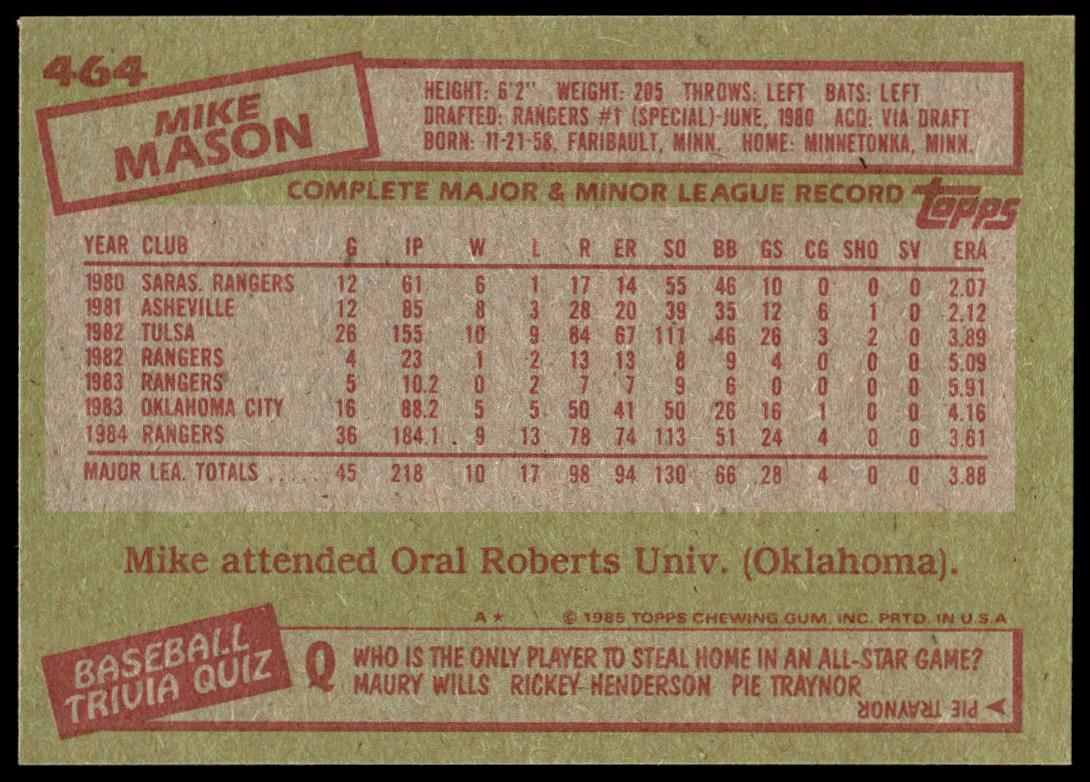 464
MIKE
MASON
HEIGHT: 6'2" WEIGHT: 205 THROWS: LEFT BATS: LEFT
DRAFTED: RANGERS #1 (SPECIAL)-JUNE, 1980 ACQ: VIA DRAFT
BORN: 11-21-58, FARIBAULT, MINN. HOME: MINNETONKA, MINN.
COMPLETE MAJOR & MINOR LEAGUE RECORD topps
YEAR CLUB G IP W L R ER SO BB GS CG SHO SV ERA
1980 SARAS. RANGERS 12 61 6 1 17 14 55 46 10 0 0 0 2.07
1981 ASHEVILLE 12 85 8 3 28 20 39 35 12 6 1 0 2.12
1982 TULSA 26 155 10 9 84 67 111 46 26 3 2 0 3.89
1982 RANGERS 4 23 1 2 13 13 8 9 4 0 0 0 5.09
1983 RANGERS 5 10.2 0 2 7 7 9 6 0 0 0 0 5.91
1983 OKLAHOMA CITY 16 88.2 5 5 50 41 50 26 16 1 0 0 4.16
1984 RANGERS 36 184.1 9 13 78 74 113 51 24 4 0 0 3.61
MAJOR LEA. TOTALS ..... 45 218 10 17 98 94 130 66 28 4 0 0 3.88
Mike attended Oral Roberts Univ. (Oklahoma).
A* © 1985 TOPPS CHEWING GUM, INC. PRTD. IN U.S.A
BASEBALL
TRIVIA QUIZ
Q WHO IS THE ONLY PLAYER TO STEAL HOME IN AN ALL-STAR GAME?
MAURY WILLS RICKEY HENDERSON PIE TRAYNOR
PIE TRAYNOR